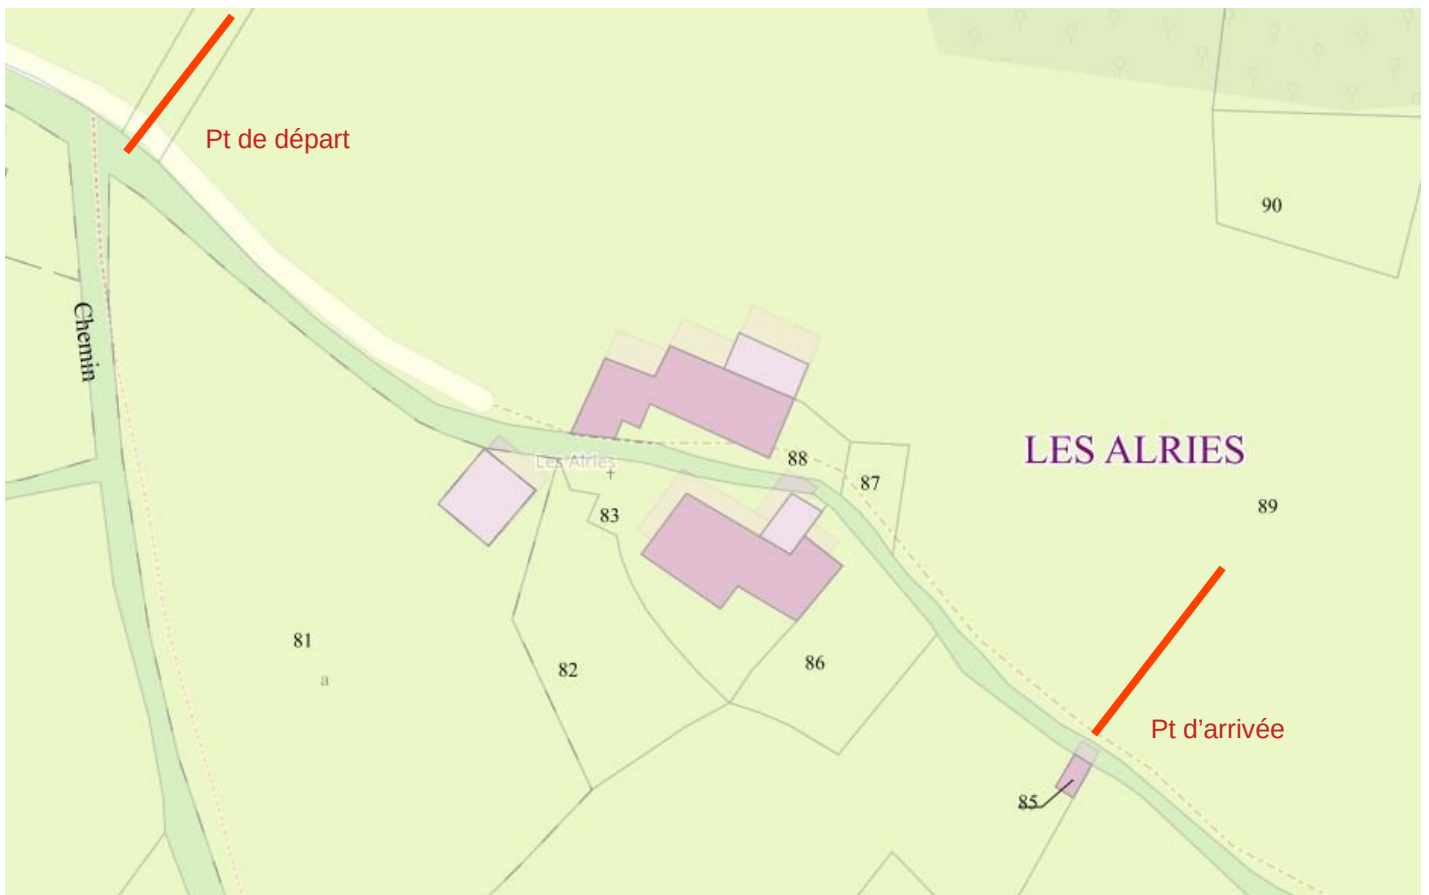 Pt de départ
90
Chemin
LES ALRIES
88
Les Alries
87
89
83
81
a
82
86
Pt d’arrivée
85